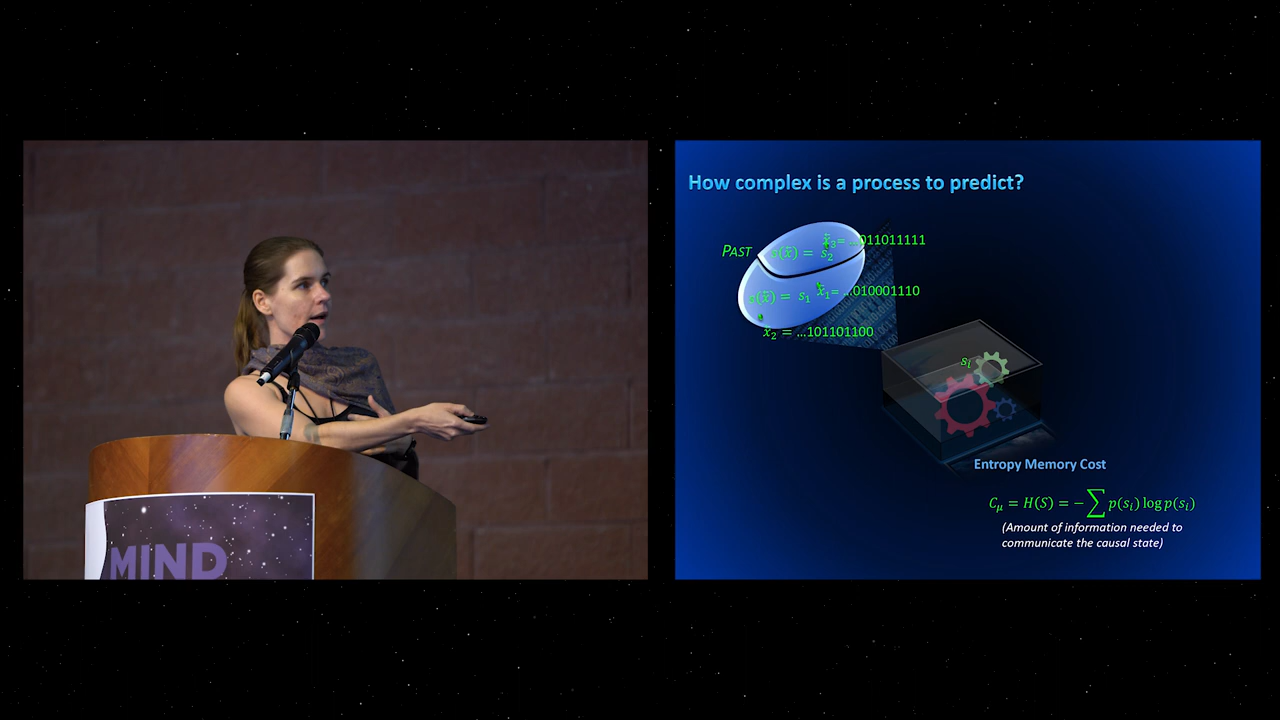 How complex is a process to predict?
PAST
s(x⃖) = s₂
x⃖₃= ...011011111
s(x⃖) = s₁
x⃖₁= ...010001110
x₂ = ...101101100
sᵢ
Entropy Memory Cost
C_μ = H(S) = −∑ p(sᵢ) log p(sᵢ)
(Amount of information needed to
communicate the causal state)
MIND